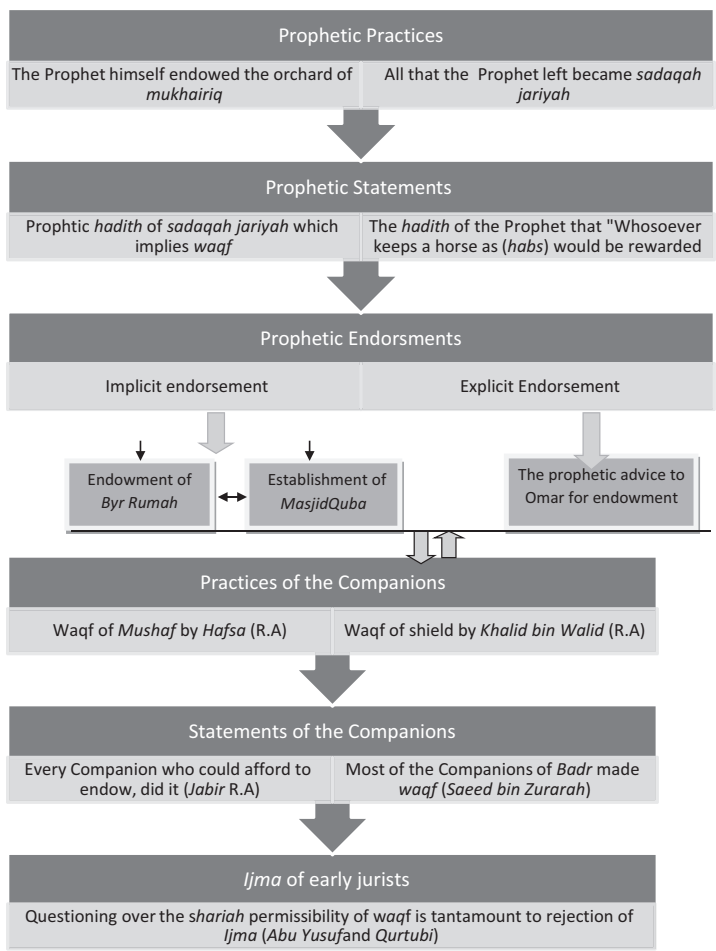 Prophetic Practices
The Prophet himself endowed the orchard of
mukhairiq
All that the Prophet left became sadaqah
jariyah
Prophetic Statements
Prophtic hadith of sadaqah jariyah which
implies waqf
The hadith of the Prophet that "Whosoever
keeps a horse as (habs) would be rewarded
Prophetic Endorsments
Implicit endorsement
Explicit Endorsement
Endowment of
Byr Rumah
Establishment of
MasjidQuba
The prophetic advice to
Omar for endowment
Practices of the Companions
Waqf of Mushaf by Hafsa (R.A)
Waqf of shield by Khalid bin Walid (R.A)
Statements of the Companions
Every Companion who could afford to
endow, did it (Jabir R.A)
Most of the Companions of Badr made
waqf (Saeed bin Zurarah)
Ijma of early jurists
Questioning over the shariah permissibility of waqf is tantamount to rejection of
Ijma (Abu Yusufand Qurtubi)